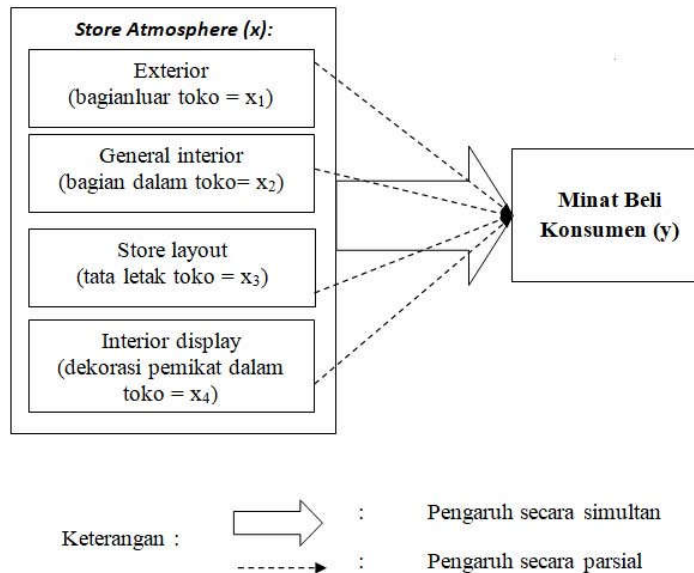 Store Atmosphere (x):
Exterior
(bagianluar toko = x₁)
General interior
(bagian dalam toko= x₂)
Store layout
(tata letak toko = x₃)
Interior display
(dekorasi pemikat dalam
toko = x₄)
Minat Beli
Konsumen (y)
Keterangan :
: Pengaruh secara simultan
: Pengaruh secara parsial